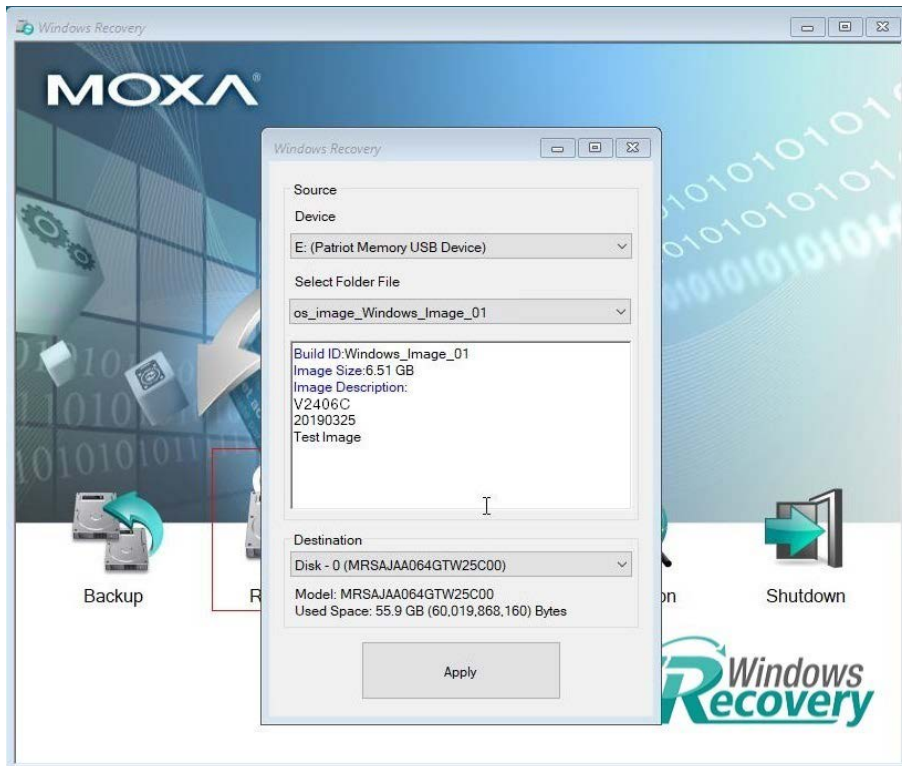 Windows Recovery
MOXA®
Windows Recovery
Source
Device
E: (Patriot Memory USB Device)
Select Folder File
os_image_Windows_Image_01
Build ID:Windows_Image_01
Image Size:6.51 GB
Image Description:
V2406C
20190325
Test Image
Destination
Disk - 0 (MRSAJAA064GTW25C00)
Model: MRSAJAA064GTW25C00
Used Space: 55.9 GB (60,019,868,160) Bytes
Apply
Backup
R
on
Shutdown
Windows
Recovery